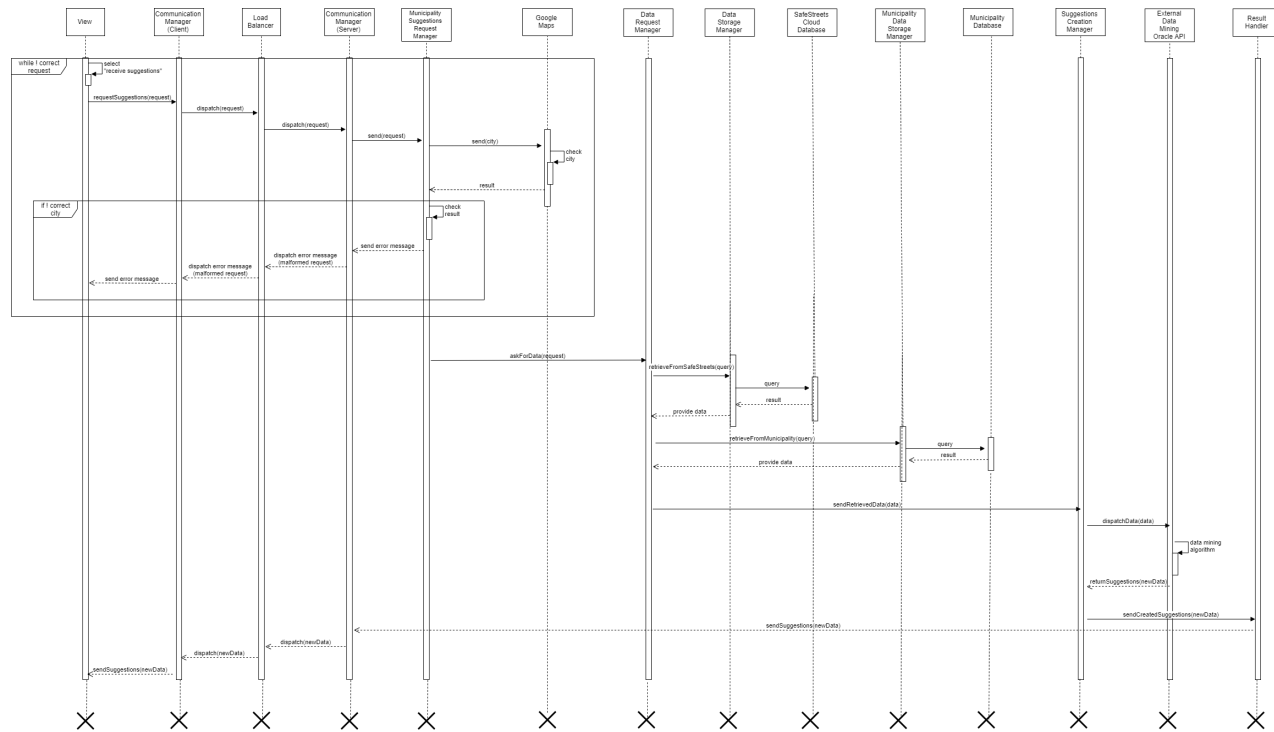 View
Communication
Manager
(Client)
Load
Balancer
Communication
Manager
(Server)
Municipality
Suggestions
Request
Manager
Google
Maps
Data
Request
Manager
Data
Storage
Manager
SafeStreets
Cloud
Database
Municipality
Data
Storage
Manager
Municipality
Database
Suggestions
Creation
Manager
External
Data
Mining
Oracle API
Result
Handler
while ! correct
request
select
"receive suggestions"
requestSuggestions(request)
dispatch(request)
dispatch(request)
send(request)
send(city)
check
city
result
if ! correct
city
check
result
send error message
dispatch error message
(malformed request)
dispatch error message
(malformed request)
send error message
askForData(request)
retrieveFromSafeStreets(query)
query
result
provide data
retrieveFromMunicipality(query)
query
result
provide data
sendRetrievedData(data)
dispatchData(data)
data mining
algorithm
returnSuggestions(newData)
sendCreatedSuggestions(newData)
sendSuggestions(newData)
dispatch(newData)
dispatch(newData)
sendSuggestions(newData)